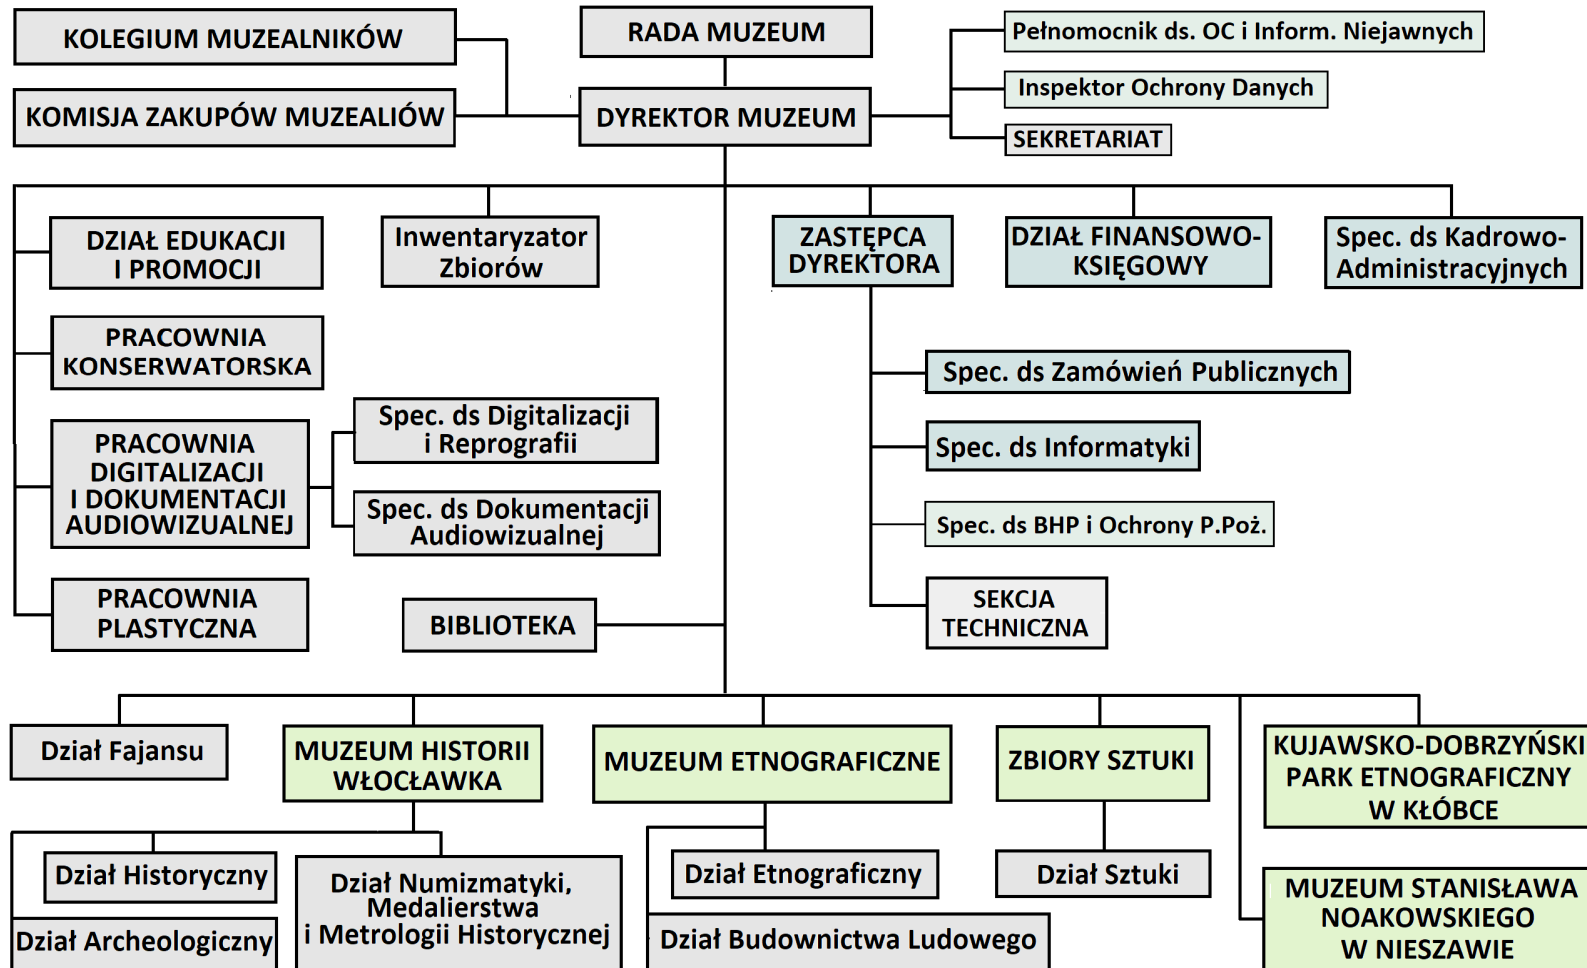 KOLEGIUM MUZEALNIKÓW
RADA MUZEUM
Pełnomocnik ds. OC i Inform. Niejawnych
Inspektor Ochrony Danych
KOMISJA ZAKUPÓW MUZEALIÓW
DYREKTOR MUZEUM
SEKRETARIAT
DZIAŁ EDUKACJI
I PROMOCJI
Inwentaryzator
Zbiorów
ZASTĘPCA
DYREKTORA
DZIAŁ FINANSOWO-
KSIĘGOWY
Spec. ds Kadrowo-
Administracyjnych
PRACOWNIA
KONSERWATORSKA
Spec. ds Zamówień Publicznych
PRACOWNIA
DIGITALIZACJI
I DOKUMENTACJI
AUDIOWIZUALNEJ
Spec. ds Digitalizacji
i Reprografii
Spec. ds Dokumentacji
Audiowizualnej
Spec. ds Informatyki
Spec. ds BHP i Ochrony P.Poż.
PRACOWNIA
PLASTYCZNA
BIBLIOTEKA
SEKCJA
TECHNICZNA
Dział Fajansu
MUZEUM HISTORII
WŁOCŁAWKA
MUZEUM ETNOGRAFICZNE
ZBIORY SZTUKI
KUJAWSKO-DOBRZYŃSKI
PARK ETNOGRAFICZNY
W KŁÓBCE
Dział Historyczny
Dział Archeologiczny
Dział Numizmatyki,
Medalierstwa
i Metrologii Historycznej
Dział Etnograficzny
Dział Budownictwa Ludowego
Dział Sztuki
MUZEUM STANISŁAWA
NOAKOWSKIEGO
W NIESZAWIE